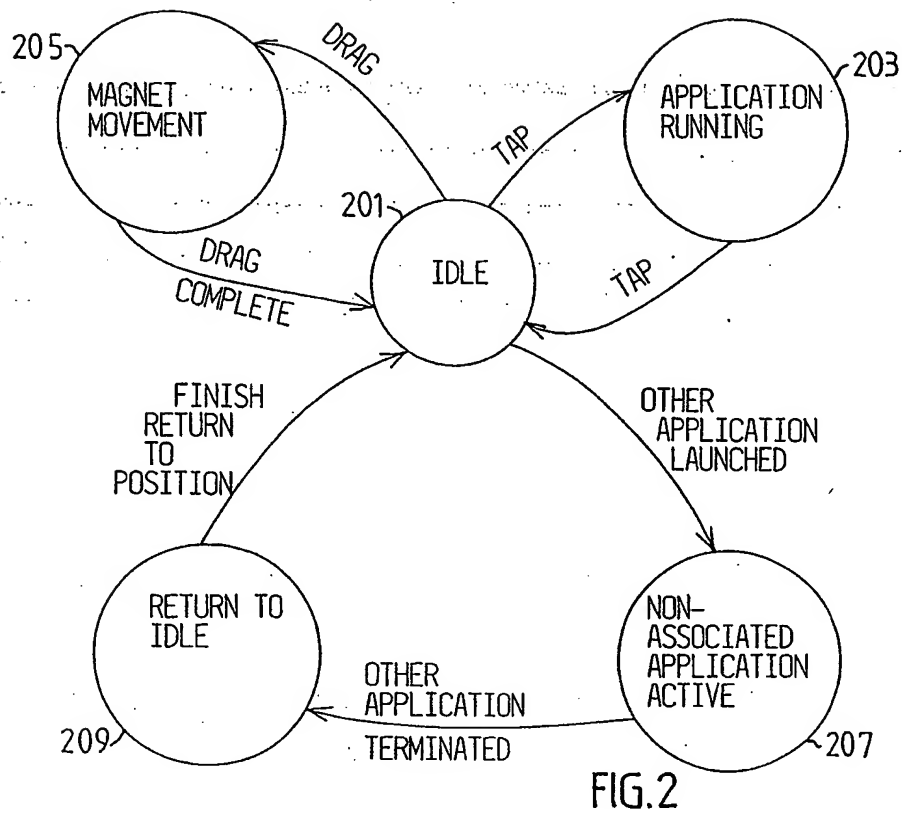 205
MAGNET
MOVEMENT
DRAG
TAP
203
APPLICATION
RUNNING
201
IDLE
DRAG
COMPLETE
TAP
FINISH
RETURN
TO
POSITION
OTHER
APPLICATION
LAUNCHED
RETURN TO
IDLE
209
OTHER
APPLICATION
TERMINATED
NON-
ASSOCIATED
APPLICATION
ACTIVE
207
FIG.2